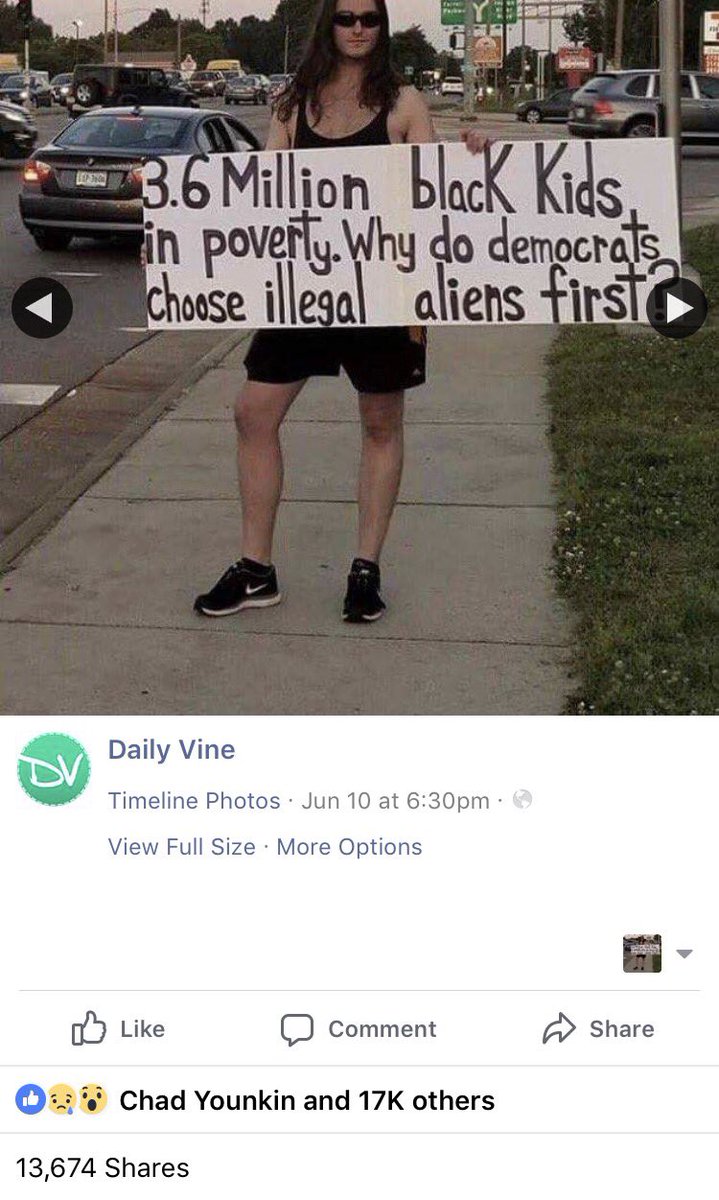 3.6 Million black Kids
in poverty. Why do democrats
choose illegal aliens first?
DV
Daily Vine
Timeline Photos · Jun 10 at 6:30pm ·
View Full Size · More Options
Like Comment Share
Chad Younkin and 17K others
13,674 Shares